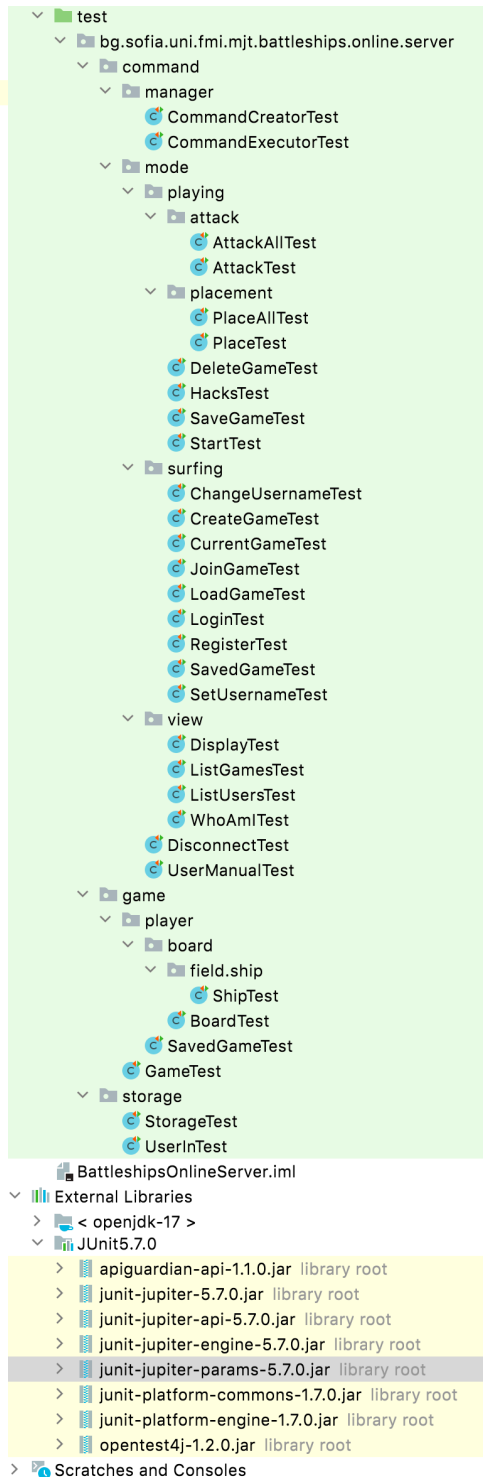 test
bg.sofia.uni.fmi.mjt.battleships.online.server
command
manager
CommandCreatorTest
CommandExecutorTest
mode
playing
attack
AttackAllTest
AttackTest
placement
PlaceAllTest
PlaceTest
DeleteGameTest
HacksTest
SaveGameTest
StartTest
surfing
ChangeUsernameTest
CreateGameTest
CurrentGameTest
JoinGameTest
LoadGameTest
LoginTest
RegisterTest
SavedGameTest
SetUsernameTest
view
DisplayTest
ListGamesTest
ListUsersTest
WhoAmITest
DisconnectTest
UserManualTest
game
player
board
field.ship
ShipTest
BoardTest
SavedGameTest
GameTest
storage
StorageTest
UserInTest
BattleshipsOnlineServer.iml
External Libraries
< openjdk-17 >
JUnit5.7.0
apiguardian-api-1.1.0.jar library root
junit-jupiter-5.7.0.jar library root
junit-jupiter-api-5.7.0.jar library root
junit-jupiter-engine-5.7.0.jar library root
junit-jupiter-params-5.7.0.jar library root
junit-platform-commons-1.7.0.jar library root
junit-platform-engine-1.7.0.jar library root
opentest4j-1.2.0.jar library root
Scratches and Consoles